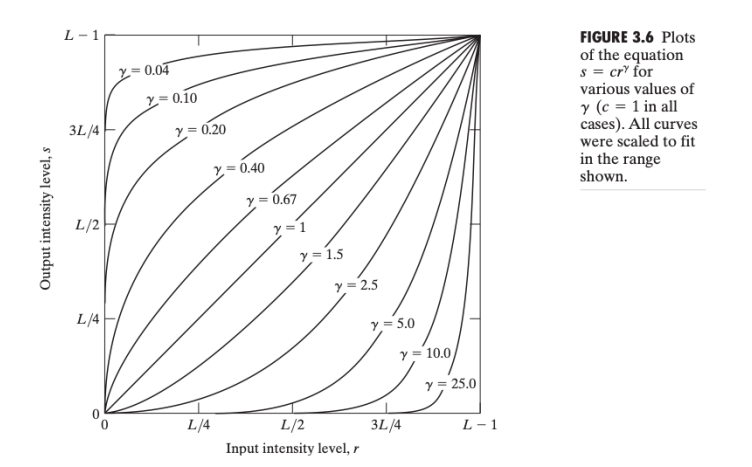 L − 1
3L/4
L/2
L/4
0
Output intensity level, s
γ = 0.04
γ = 0.10
γ = 0.20
γ = 0.40
γ = 0.67
γ = 1
γ = 1.5
γ = 2.5
γ = 5.0
γ = 10.0
γ = 25.0
0
L/4
L/2
3L/4
L − 1
Input intensity level, r
FIGURE 3.6 Plots
of the equation
s = crᵞ for
various values of
γ (c = 1 in all
cases). All curves
were scaled to fit
in the range
shown.